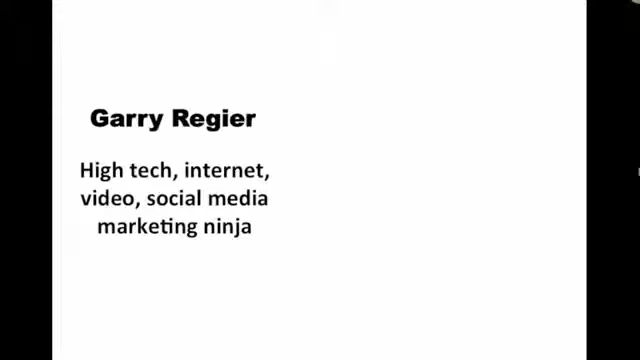 Garry Regier
High tech, internet,
video, social media
marketing ninja